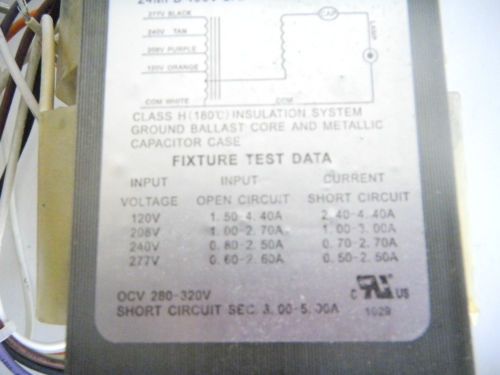 277V BLACK
240V TAN
208V PURPLE
120V ORANGE
COM WHITE
COM
CAP
LAMP
CLASS H (180℃) INSULATION SYSTEM
GROUND BALLAST CORE AND METALLIC
CAPACITOR CASE
FIXTURE TEST DATA
INPUT INPUT CURRENT
VOLTAGE OPEN CIRCUIT SHORT CIRCUIT
120V 1.50-4.40A 2.40-4.40A
208V 1.00-2.70A 1.00-3.00A
240V 0.80-2.50A 0.70-2.70A
277V 0.60-2.60A 0.50-2.50A
OCV 280-320V
SHORT CIRCUIT SEC 3.00-5.00A
C UL US
1029